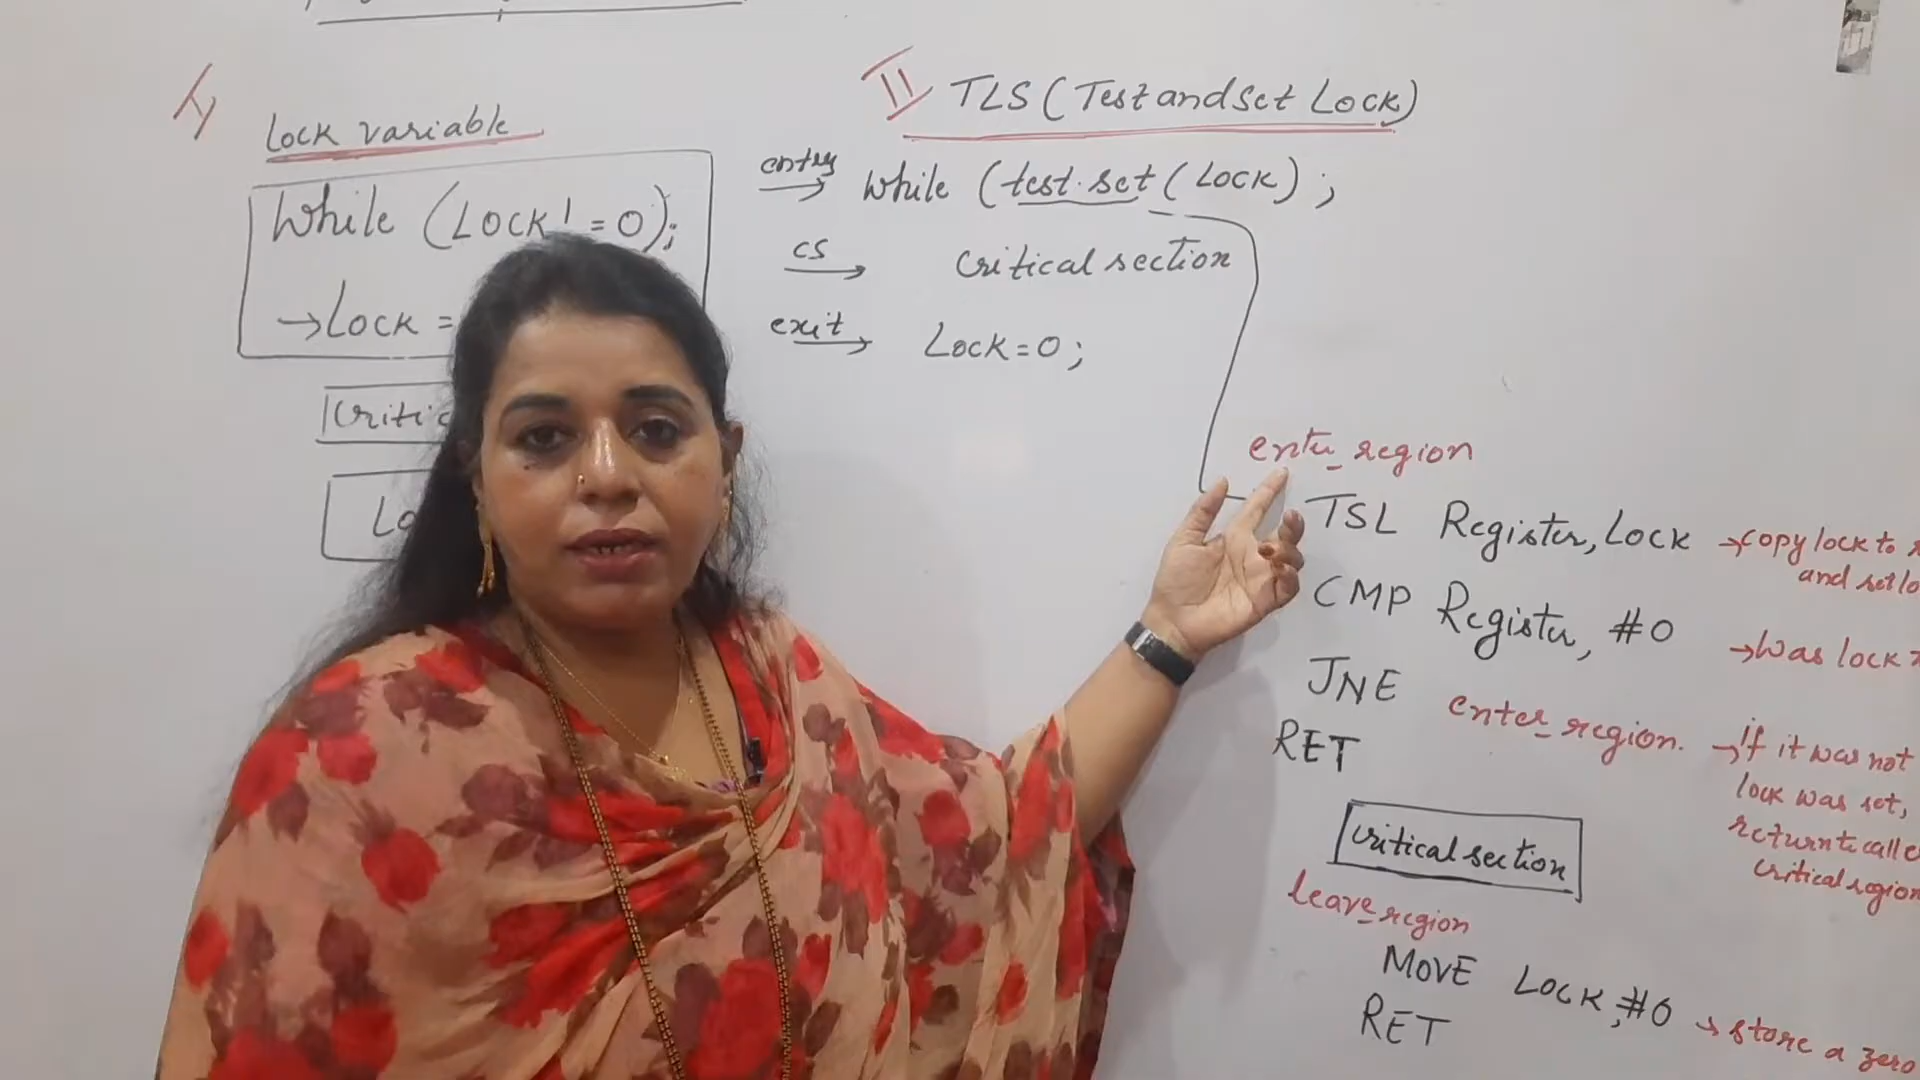 I
Lock variable
While (Lock != 0);
→ Lock =
Critic
Lo
II TLS (Test and Set Lock)
entry → While (test.set (Lock) ;
CS → critical section
exit → Lock = 0 ;
enter_region
TSL Register, Lock → copy lock to
and set lo
CMP Register, #0 → was lock
JNE enter_region. → if it was not
RET
lock was set,
return to calle
critical region
critical section
leave_region
MOVE Lock, #0 → store a zero
RET